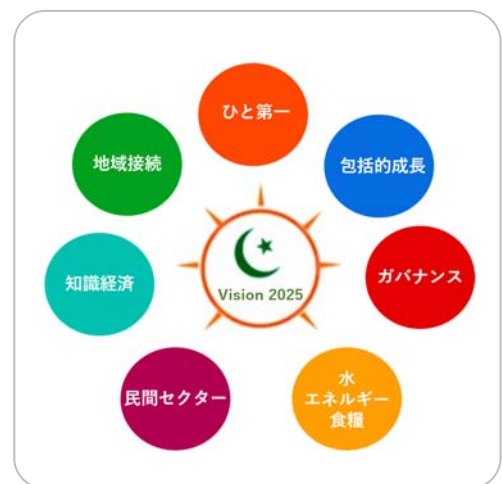 ひと第一
地域接続
包括的成長
Vision 2025
知識経済
ガバナンス
民間セクター
水
エネルギー
食糧